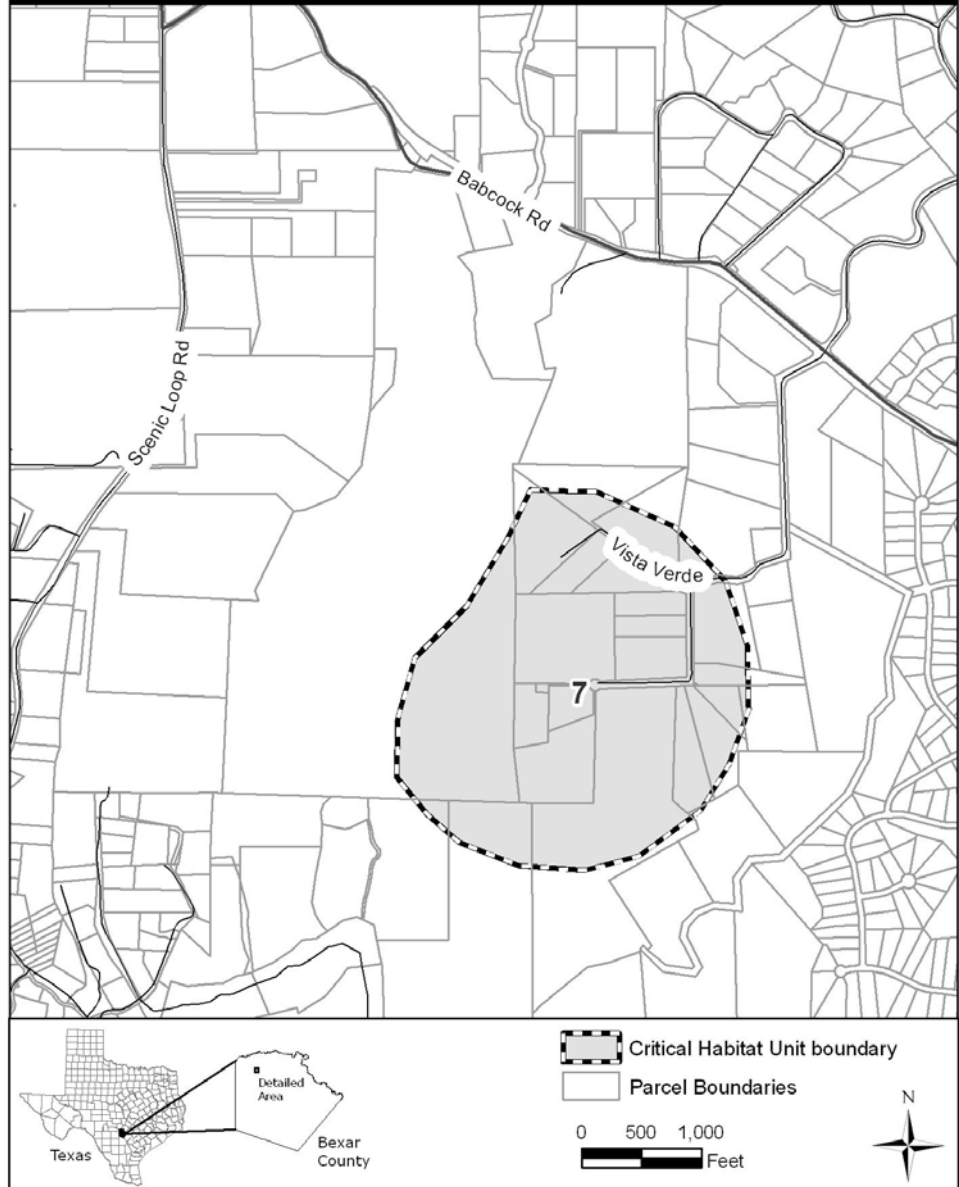 Babcock Rd
Scenic Loop Rd
Vista Verde
7
Detailed
Area
Texas
Bexar
County
Critical Habitat Unit boundary
Parcel Boundaries
0 500 1,000
Feet
N